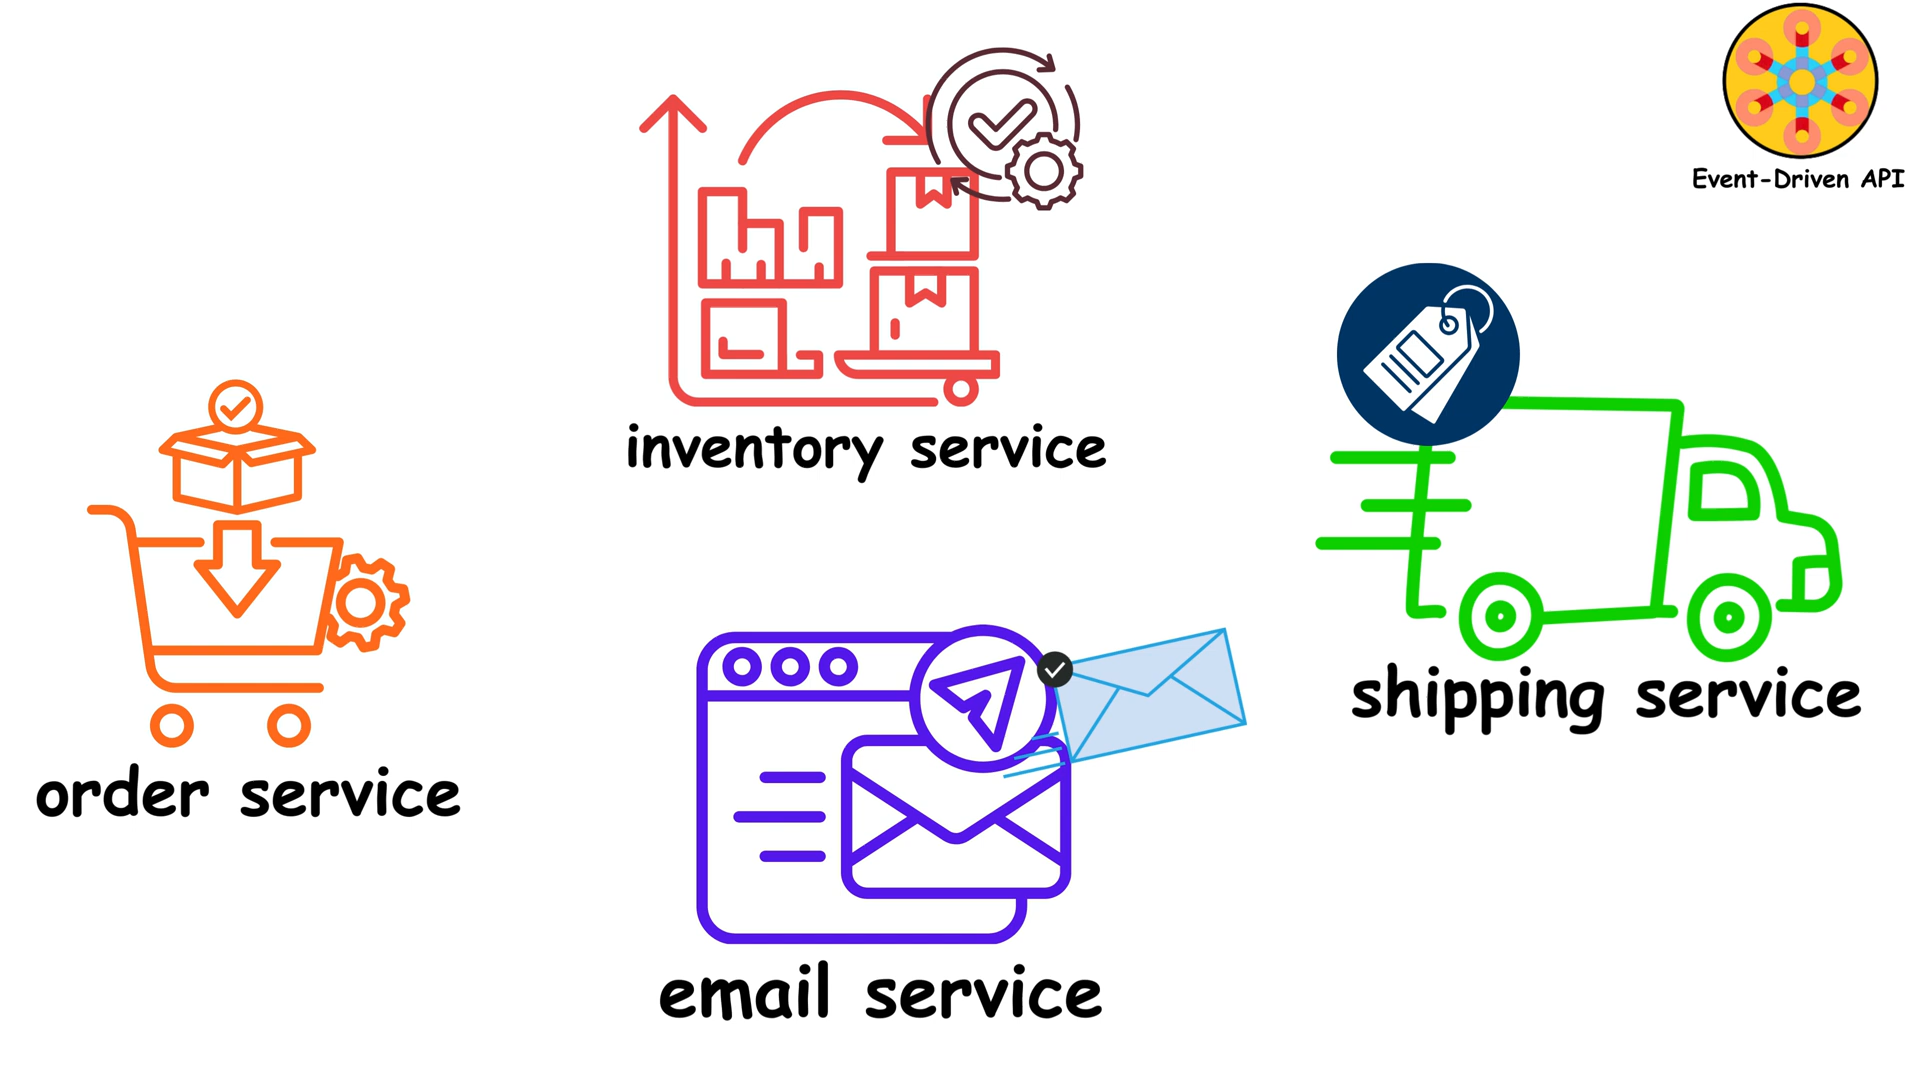 Event-Driven API
inventory service
shipping service
order service
email service